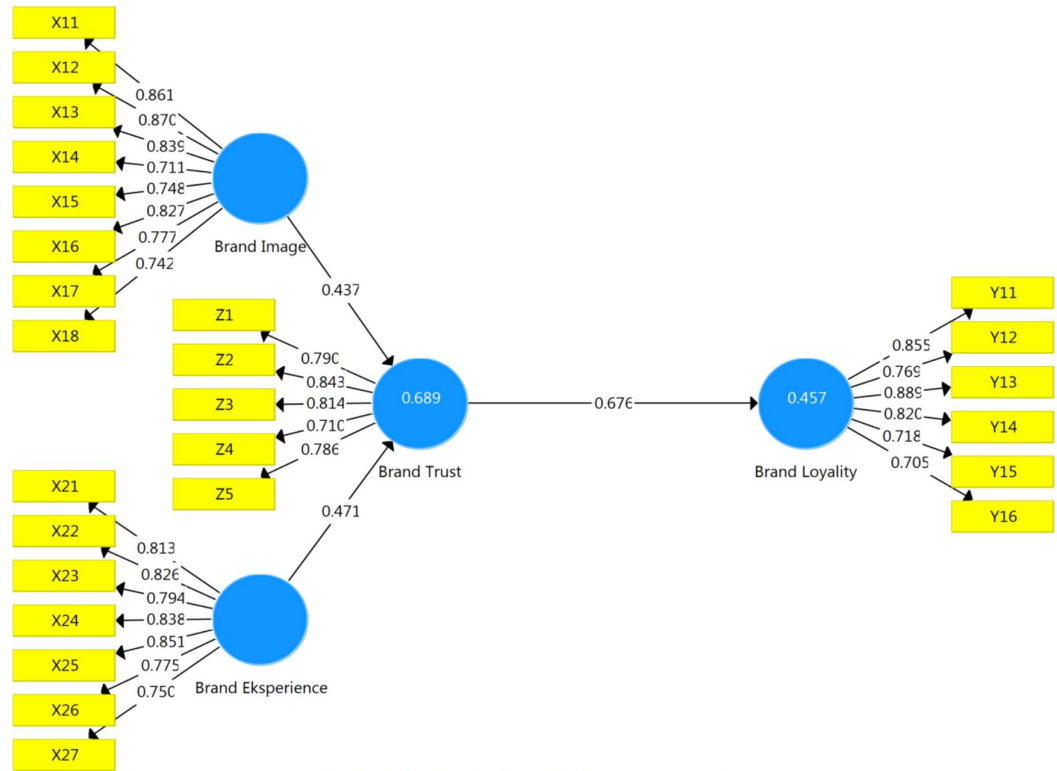 X11
X12
X13
X14
X15
X16
X17
X18
0.861
0.870
0.839
0.711
0.748
0.827
0.777
0.742
Brand Image
0.437
Z1
Z2
Z3
Z4
Z5
0.790
0.843
0.814
0.710
0.786
0.689
Brand Trust
0.676
0.457
Brand Loyality
0.855
0.769
0.889
0.820
0.718
0.705
Y11
Y12
Y13
Y14
Y15
Y16
0.471
X21
X22
X23
X24
X25
X26
X27
0.813
0.826
0.794
0.838
0.851
0.775
0.750
Brand Eksperience